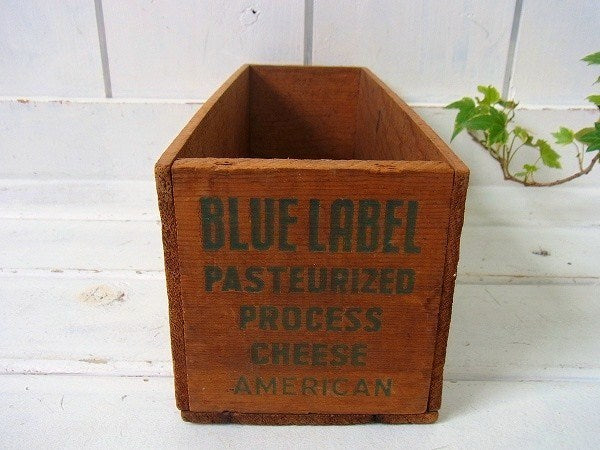 BLUE LABEL
PASTEURIZED
PROCESS
CHEESE
AMERICAN